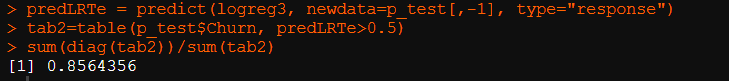 > predLRTe = predict(logreg3, newdata=p_test[,-1], type="response")
> tab2=table(p_test$Churn, predLRTe>0.5)
> sum(diag(tab2))/sum(tab2)
[1] 0.8564356